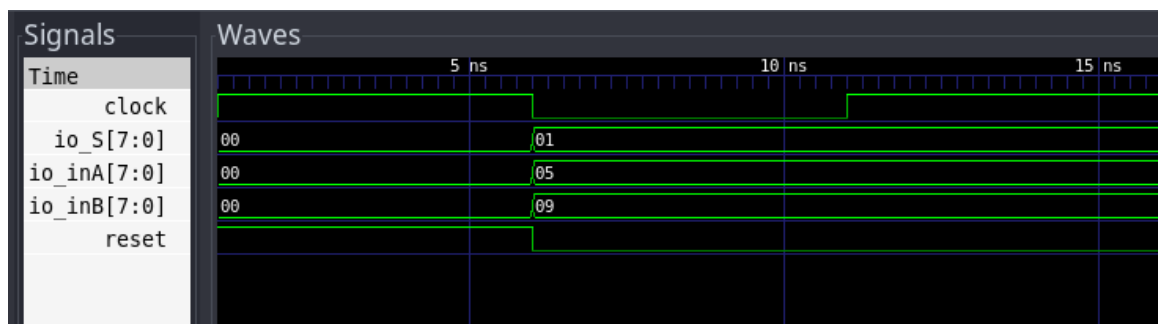 Signals Waves
Time 5 ns 10 ns 15 ns
clock
io_S[7:0] 00 01
io_inA[7:0] 00 05
io_inB[7:0] 00 09
reset